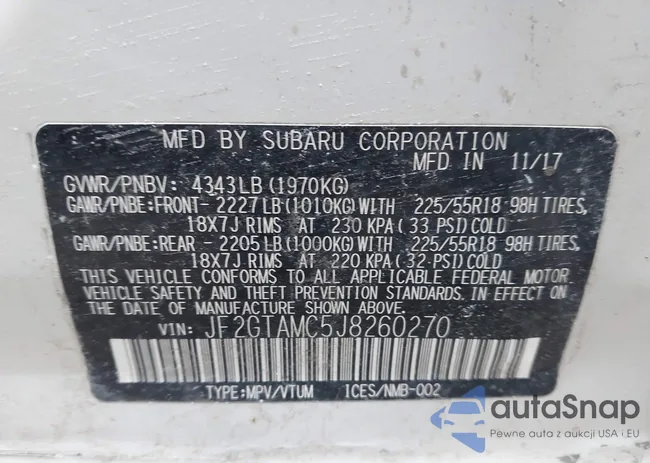 MFD BY SUBARU CORPORATION
MFD IN 11/17
GVWR/PNBV: 4343LB(1970KG)
GAWR/PNBE:FRONT-2227LB(1010KG)WITH 225/55R18 98H TIRES,
18X7J RIMS AT 230 KPA(33 PSI)COLD
GAWR/PNBE:REAR -2205LB(1000KG)WITH 225/55R18 98H TIRES,
18X7J RIMS AT 220 KPA(32 PSI)COLD
THIS VEHICLE CONFORMS TO ALL APPLICABLE FEDERAL MOTOR
VEHICLE SAFETY AND THEFT PREVENTION STANDARDS IN EFFECT
ON THE DATE OF MANUFACTURE SHOWN ABOVE.
VIN: JF2GTAMC5J8260270
TYPE:MPV/VTUM ICES/NMB-002
autoSnap
Pewne auta z aukcji USA i EU